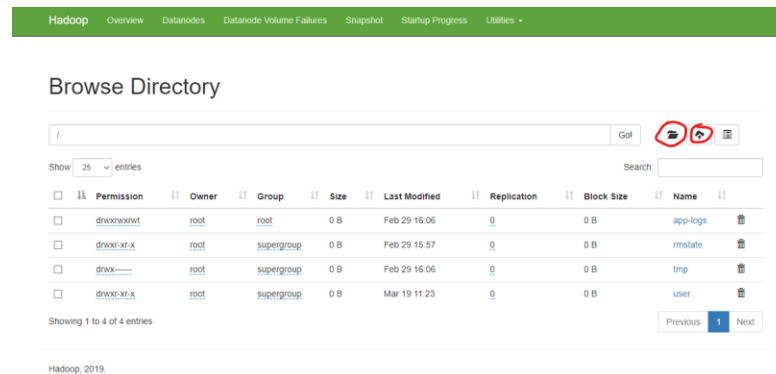 Hadoop Overview Datanodes Datanode Volume Failures Snapshot Startup Progress Utilities
Browse Directory
/ Go!
Show 25 entries Search:
Permission Owner Group Size Last Modified Replication Block Size Name
drwxrwxrwt root root 0 B Feb 29 16:06 0 0 B app-logs
drwxr-xr-x root supergroup 0 B Feb 29 15:57 0 0 B rmstate
drwx------ root supergroup 0 B Feb 29 16:06 0 0 B tmp
drwxr-xr-x root supergroup 0 B Mar 19 11:23 0 0 B user
Showing 1 to 4 of 4 entries Previous 1 Next
Hadoop, 2019.